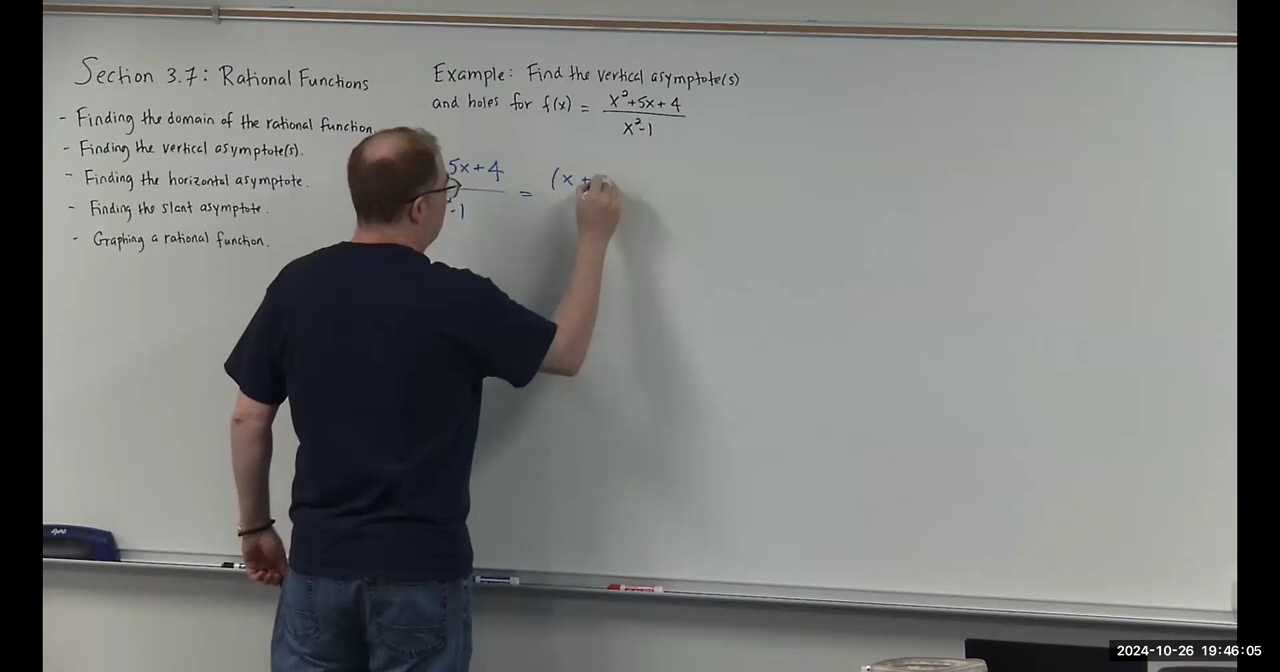 Section 3.7: Rational Functions
- Finding the domain of the rational function
- Finding the vertical asymptote(s).
- Finding the horizontal asymptote.
- Finding the slant asymptote.
- Graphing a rational function.
Example: Find the vertical asymptote(s)
and holes for f(x) = x²+5x+4
x²-1
5x+4
-1
= (x +
expo
2024-10-26 19:46:05